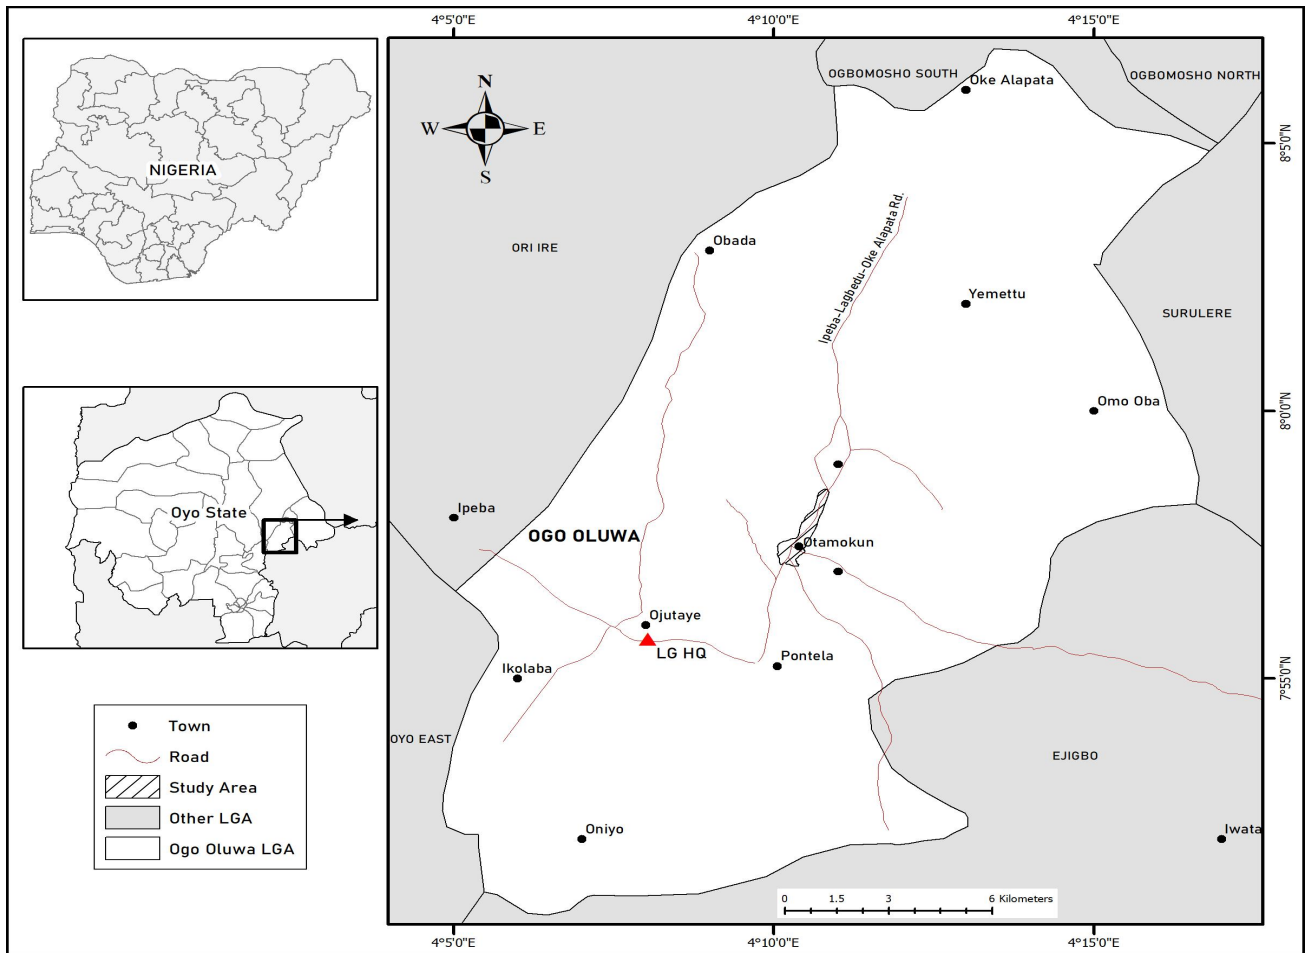 4°5'0"E
4°10'0"E
4°15'0"E
NIGERIA
N
W
E
S
OGBOMOSHO SOUTH
Oke Alapata
OGBOMOSHO NORTH
8°5'0"N
Ipeba-Lagbedu-Oke Alapata Rd.
ORI IRE
Obada
Yemettu
SURULERE
Omo Oba
8°0'0"N
Oyo State
Ipeba
OGO OLUWA
Otamokun
Ojutaye
LG HQ
Pontela
Ikolaba
7°55'0"N
OYO EAST
EJIGBO
Town
Road
Study Area
Other LGA
Ogo Oluwa LGA
Oniyo
Iwata
0 1.5 3 6 Kilometers
4°5'0"E
4°10'0"E
4°15'0"E